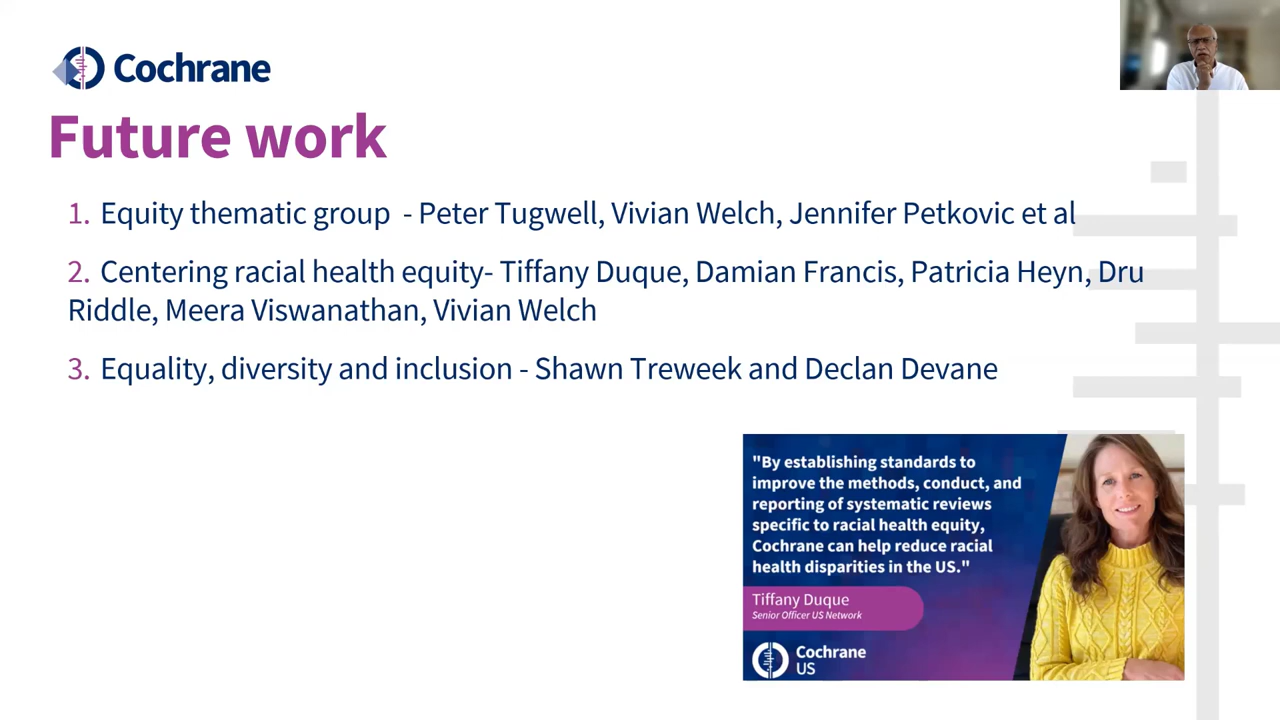 Cochrane
Future work
1. Equity thematic group - Peter Tugwell, Vivian Welch, Jennifer Petkovic et al
2. Centering racial health equity- Tiffany Duque, Damian Francis, Patricia Heyn, Dru
Riddle, Meera Viswanathan, Vivian Welch
3. Equality, diversity and inclusion - Shawn Treweek and Declan Devane
"By establishing standards to
improve the methods, conduct, and
reporting of systematic reviews
specific to racial health equity,
Cochrane can help reduce racial
health disparities in the US."
Tiffany Duque
Senior Officer US Network
Cochrane
US